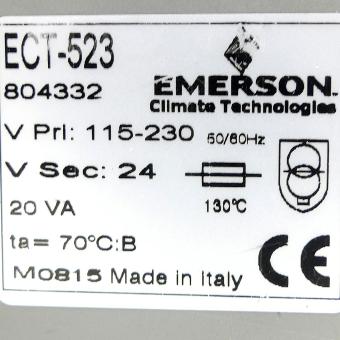 ECT-523
804332
EMERSON
Climate Technologies
V Pri: 115-230 50/60Hz
V Sec: 24
130°C
20 VA
ta= 70°C:B
M0815 Made in Italy
CE